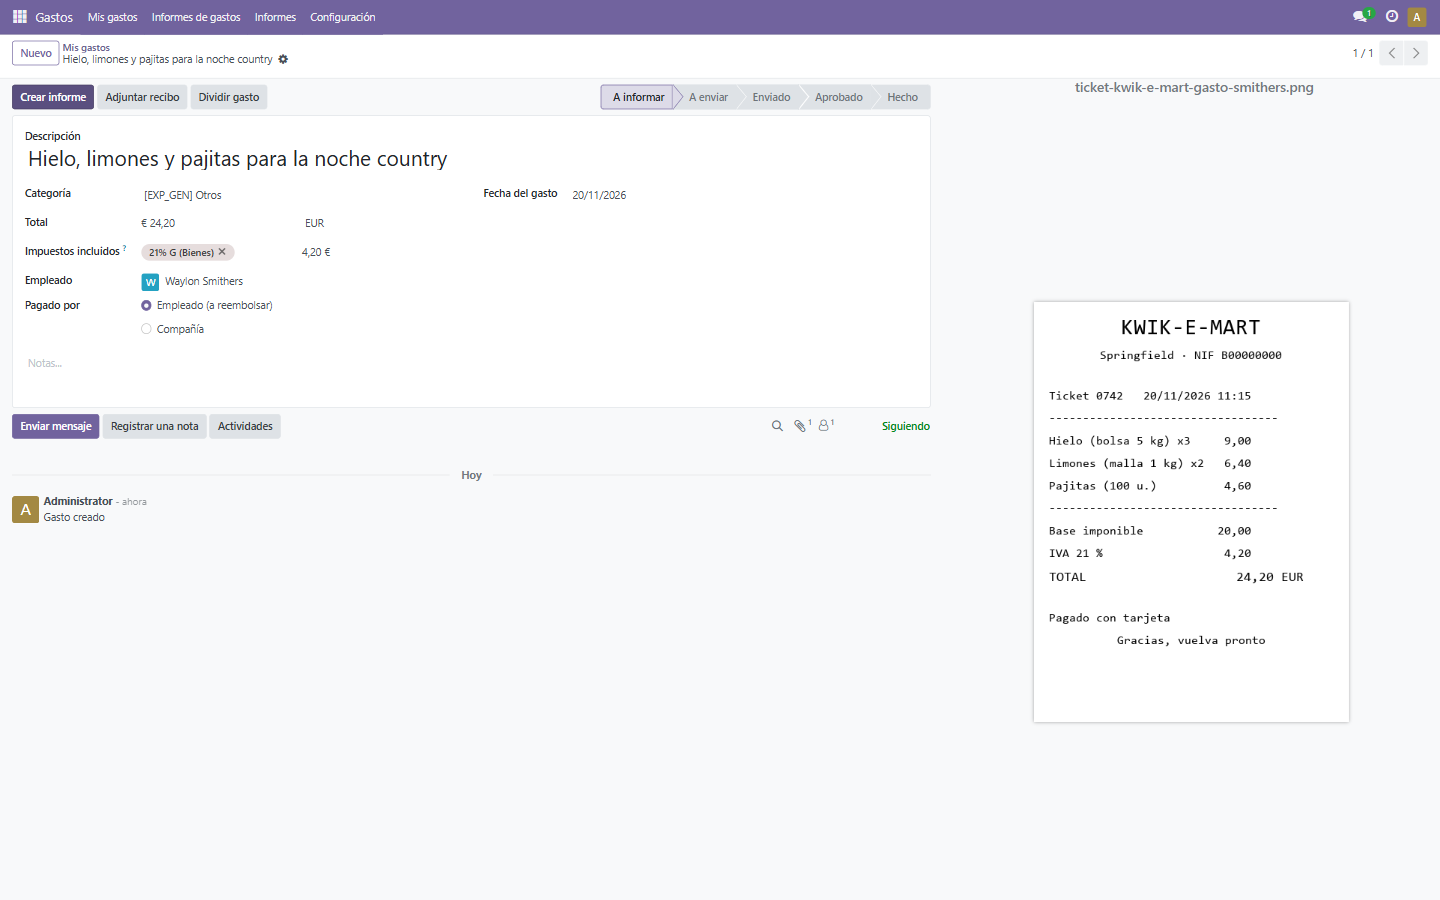 Gastos Mis gastos Informes de gastos Informes Configuración 1 A
Nuevo Mis gastos
Hielo, limones y pajitas para la noche country
1 / 1
Crear informe Adjuntar recibo Dividir gasto
A informar A enviar Enviado Aprobado Hecho
Descripción
Hielo, limones y pajitas para la noche country
Categoría [EXP_GEN] Otros
Fecha del gasto 20/11/2026
Total € 24,20 EUR
Impuestos incluidos ? 21% G (Bienes) ✕ 4,20 €
Empleado W Waylon Smithers
Pagado por Empleado (a reembolsar)
Compañía
Notas...
Enviar mensaje Registrar una nota Actividades
1 1 Siguiendo
Hoy
A Administrator - ahora
Gasto creado
ticket-kwik-e-mart-gasto-smithers.png
KWIK-E-MART
Springfield · NIF B00000000
Ticket 0742 20/11/2026 11:15
----------------------------------
Hielo (bolsa 5 kg) x3 9,00
Limones (malla 1 kg) x2 6,40
Pajitas (100 u.) 4,60
----------------------------------
Base imponible 20,00
IVA 21 % 4,20
TOTAL 24,20 EUR
Pagado con tarjeta
Gracias, vuelva pronto